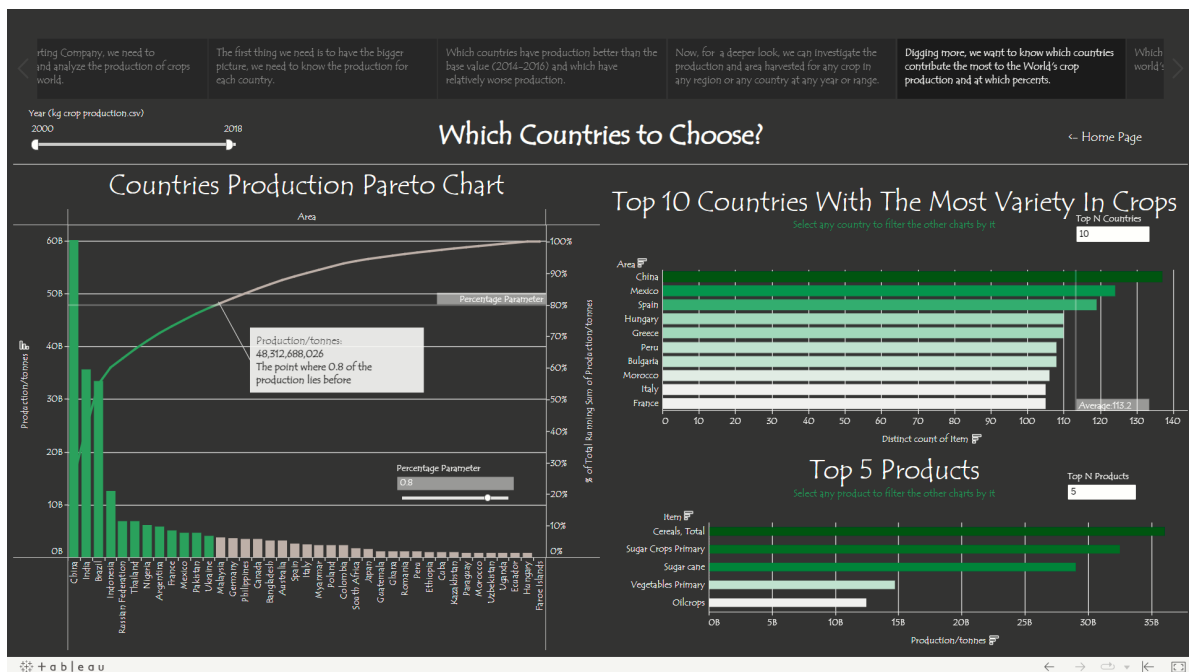 rting Company, we need to
and analyze the production of crops
world.
The first thing we need is to have the bigger
picture, we need to know the production for
each country.
Which countries have production better than the
base value (2014-2016) and which have
relatively worse production.
Now, for a deeper look, we can investigate the
production and area harvested for any crop in
any region or any country at any year or range.
Digging more, we want to know which countries
contribute the most to the World's crop
production and at which percents.
Which
world's
Year (kg crop production.csv)
2000 2018
Which Countries to Choose?
<- Home Page
Countries Production Pareto Chart
Area
60B
50B
40B
30B
20B
10B
0B
Production/tonnes
100%
90%
80%
70%
60%
50%
40%
30%
20%
10%
0%
% of Total Running Sum of Production/tonnes
Percentage Parameter
Production/tonnes:
48,312,688,026
The point where 0.8 of the
production lies before
Percentage Parameter
0.8
China
India
Brazil
Indonesia
Russian Federation
Thailand
Nigeria
Argentina
France
Mexico
Pakistan
Ukraine
Malaysia
Germany
Philippines
Canada
Bangladesh
Australia
Spain
Italy
Myanmar
Poland
Colombia
South Africa
Japan
Guatemala
Ghana
Romania
Peru
Ethiopia
Cuba
Kazakhstan
Paraguay
Morocco
Uzbekistan
Uganda
Ecuador
Hungary
Faroe Islands
Top 10 Countries With The Most Variety In Crops
Select any country to filter the other charts by it
Top N Countries
10
Area
China
Mexico
Spain
Hungary
Greece
Peru
Bulgaria
Morocco
Italy
France
Average 113.2
0 10 20 30 40 50 60 70 80 90 100 110 120 130 140
Distinct count of Item
Top 5 Products
Select any product to filter the other charts by it
Top N Products
5
Item
Cereals, Total
Sugar Crops Primary
Sugar cane
Vegetables Primary
Oilcrops
0B 5B 10B 15B 20B 25B 30B 35B
Production/tonnes
+ a b | e a u